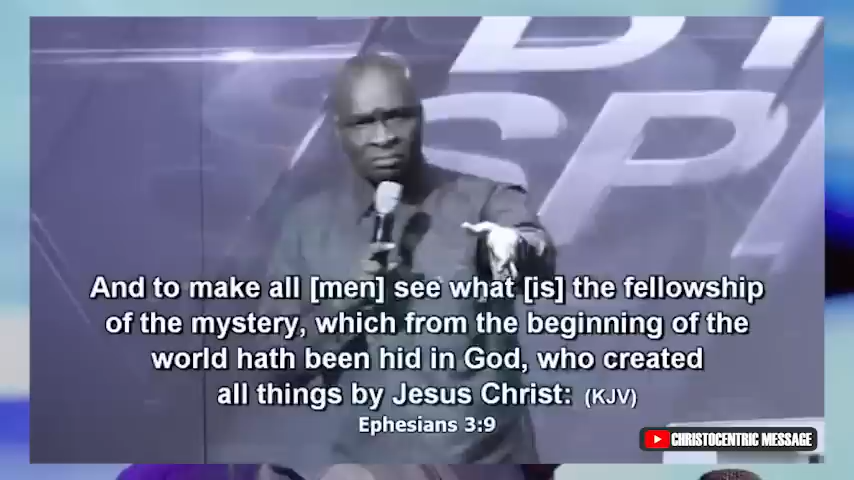 And to make all [men] see what [is] the fellowship
of the mystery, which from the beginning of the
world hath been hid in God, who created
all things by Jesus Christ: (KJV)
Ephesians 3:9
CHRISTOCENTRIC MESSAGE